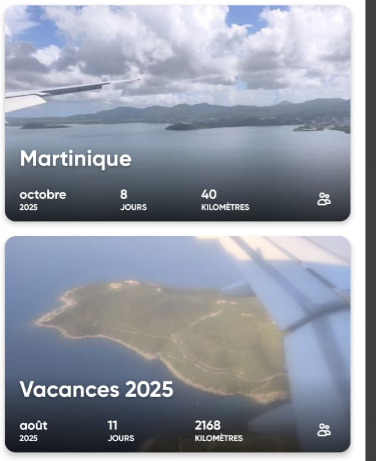 Martinique
octobre 8 40
2025 JOURS KILOMÈTRES
Vacances 2025
août 11 2168
2025 JOURS KILOMÈTRES